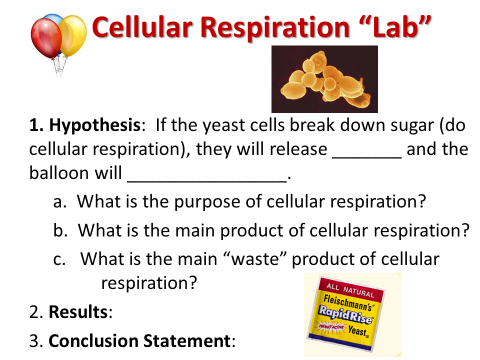 Cellular Respiration “Lab”
1. Hypothesis:  If the yeast cells break down sugar (do
cellular respiration), they will release _______ and the
balloon will ________________.
a.  What is the purpose of cellular respiration?
b.  What is the main product of cellular respiration?
c.   What is the main “waste” product of cellular
respiration?
ALL NATURAL
Fleischmann's
RapidRise
Yeast
2. Results:
3. Conclusion Statement: